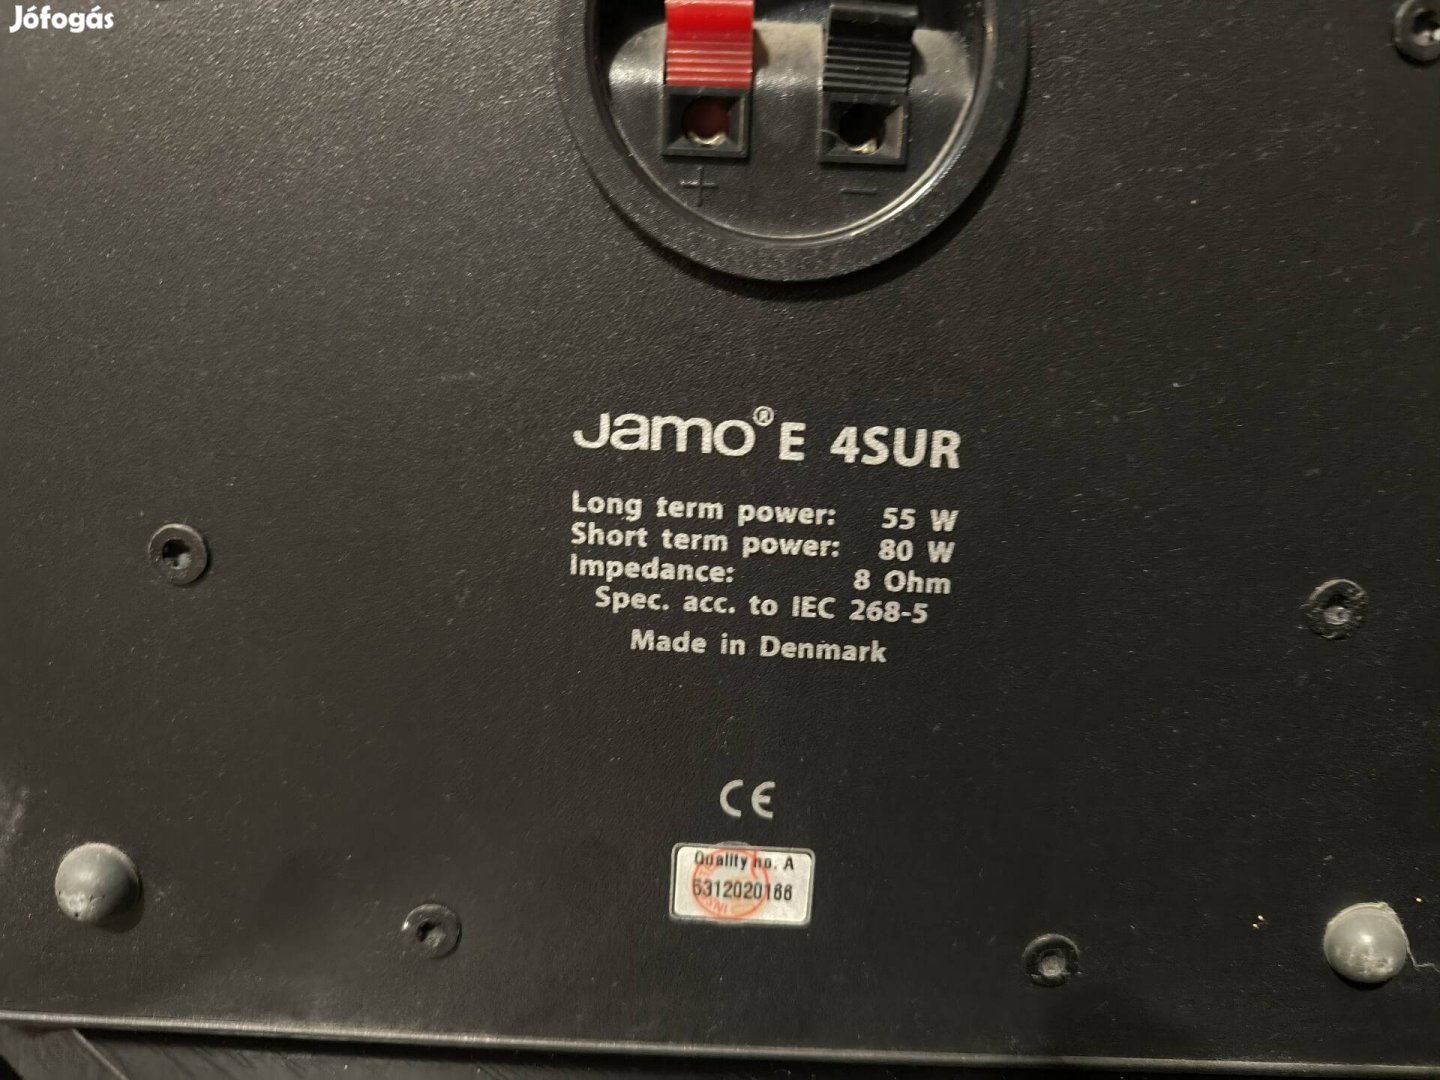 Jófogás
+ −
Jamo® E 4SUR
Long term power: 55 W
Short term power: 80 W
Impedance: 8 Ohm
Spec. acc. to IEC 268-5
Made in Denmark
CE
Quality no. A
5312020166